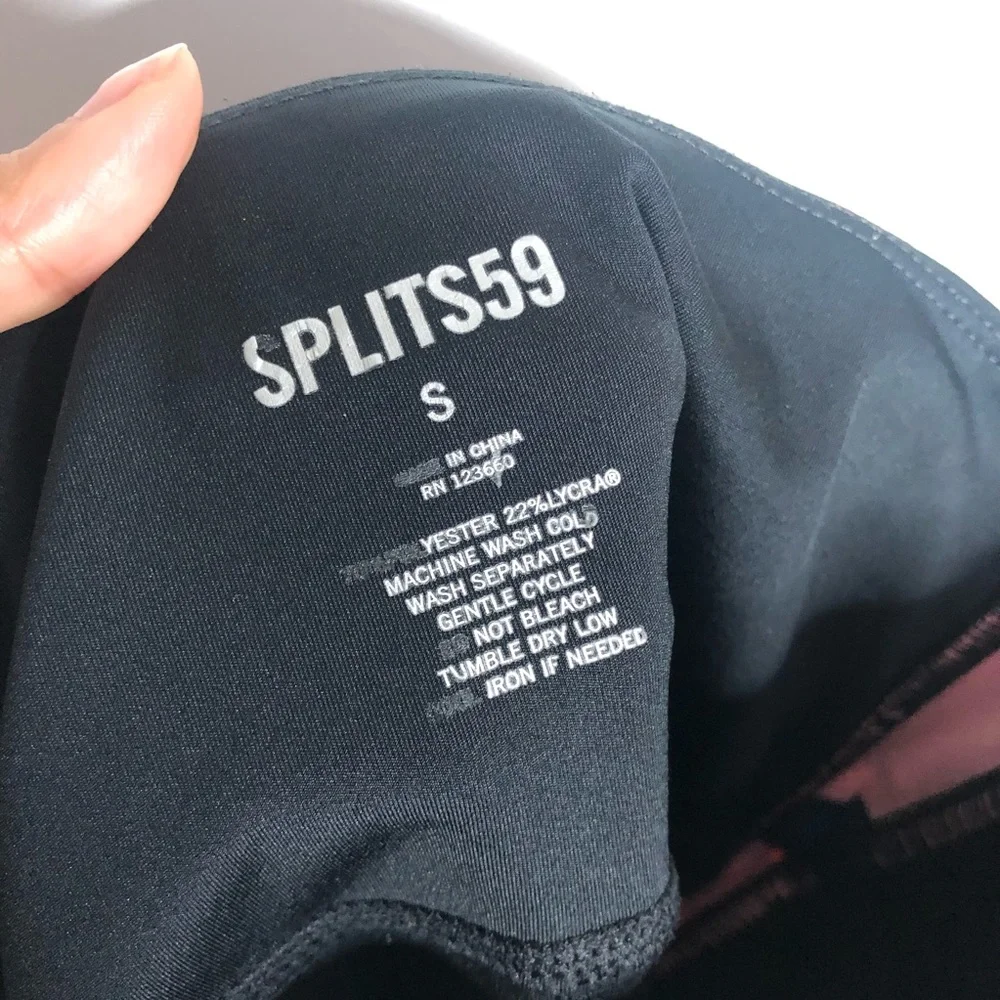 SPLITS59
S
IN CHINA
RN 123660
YESTER 22%LYCRA®
MACHINE WASH COLD
WASH SEPARATELY
GENTLE CYCLE
NOT BLEACH
TUMBLE DRY LOW
IRON IF NEEDED